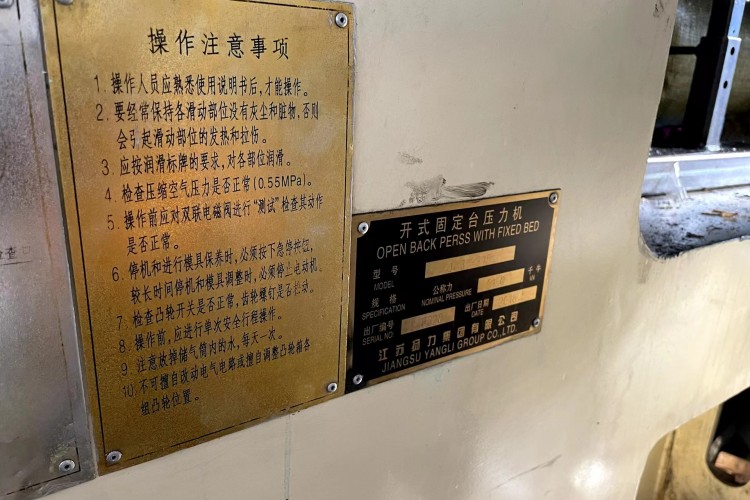 操作注意事项
1. 操作人员应熟悉使用说明书后,才能操作。
2. 要经常保持各滑动部位没有灰尘和脏物,否则
会引起滑动部位的发热和拉伤。
3. 应按润滑标牌的要求,对各部位润滑。
4. 检查压缩空气压力是否正常(0.55MPa)。
5. 操作前应对双联电磁阀进行“测试”检查其动作
是否正常。
6. 停机和进行模具保养时,必须按下急停按钮,
较长时间停机和模具调整时,必须停止电动机。
7. 检查凸轮开关是否正常,齿轮螺钉是否松动。
8. 操作前,应进行单次安全行程操作。
9. 注意放掉储气筒内的水,每天一次。
10. 不可擅自改动电气电路或擅自调整凸轮箱各
组凸轮位置。
检查
开式固定台压力机
OPEN BACK PERSS WITH FIXED BED
型号
MODEL
规格
SPECIFICATION
公称力
NOMINAL PRESSURE
千牛
kN
出厂编号
SERIAL NO
出厂日期
DATE
江苏扬力集团有限公司
JIANGSU YANGLI GROUP CO.,LTD.